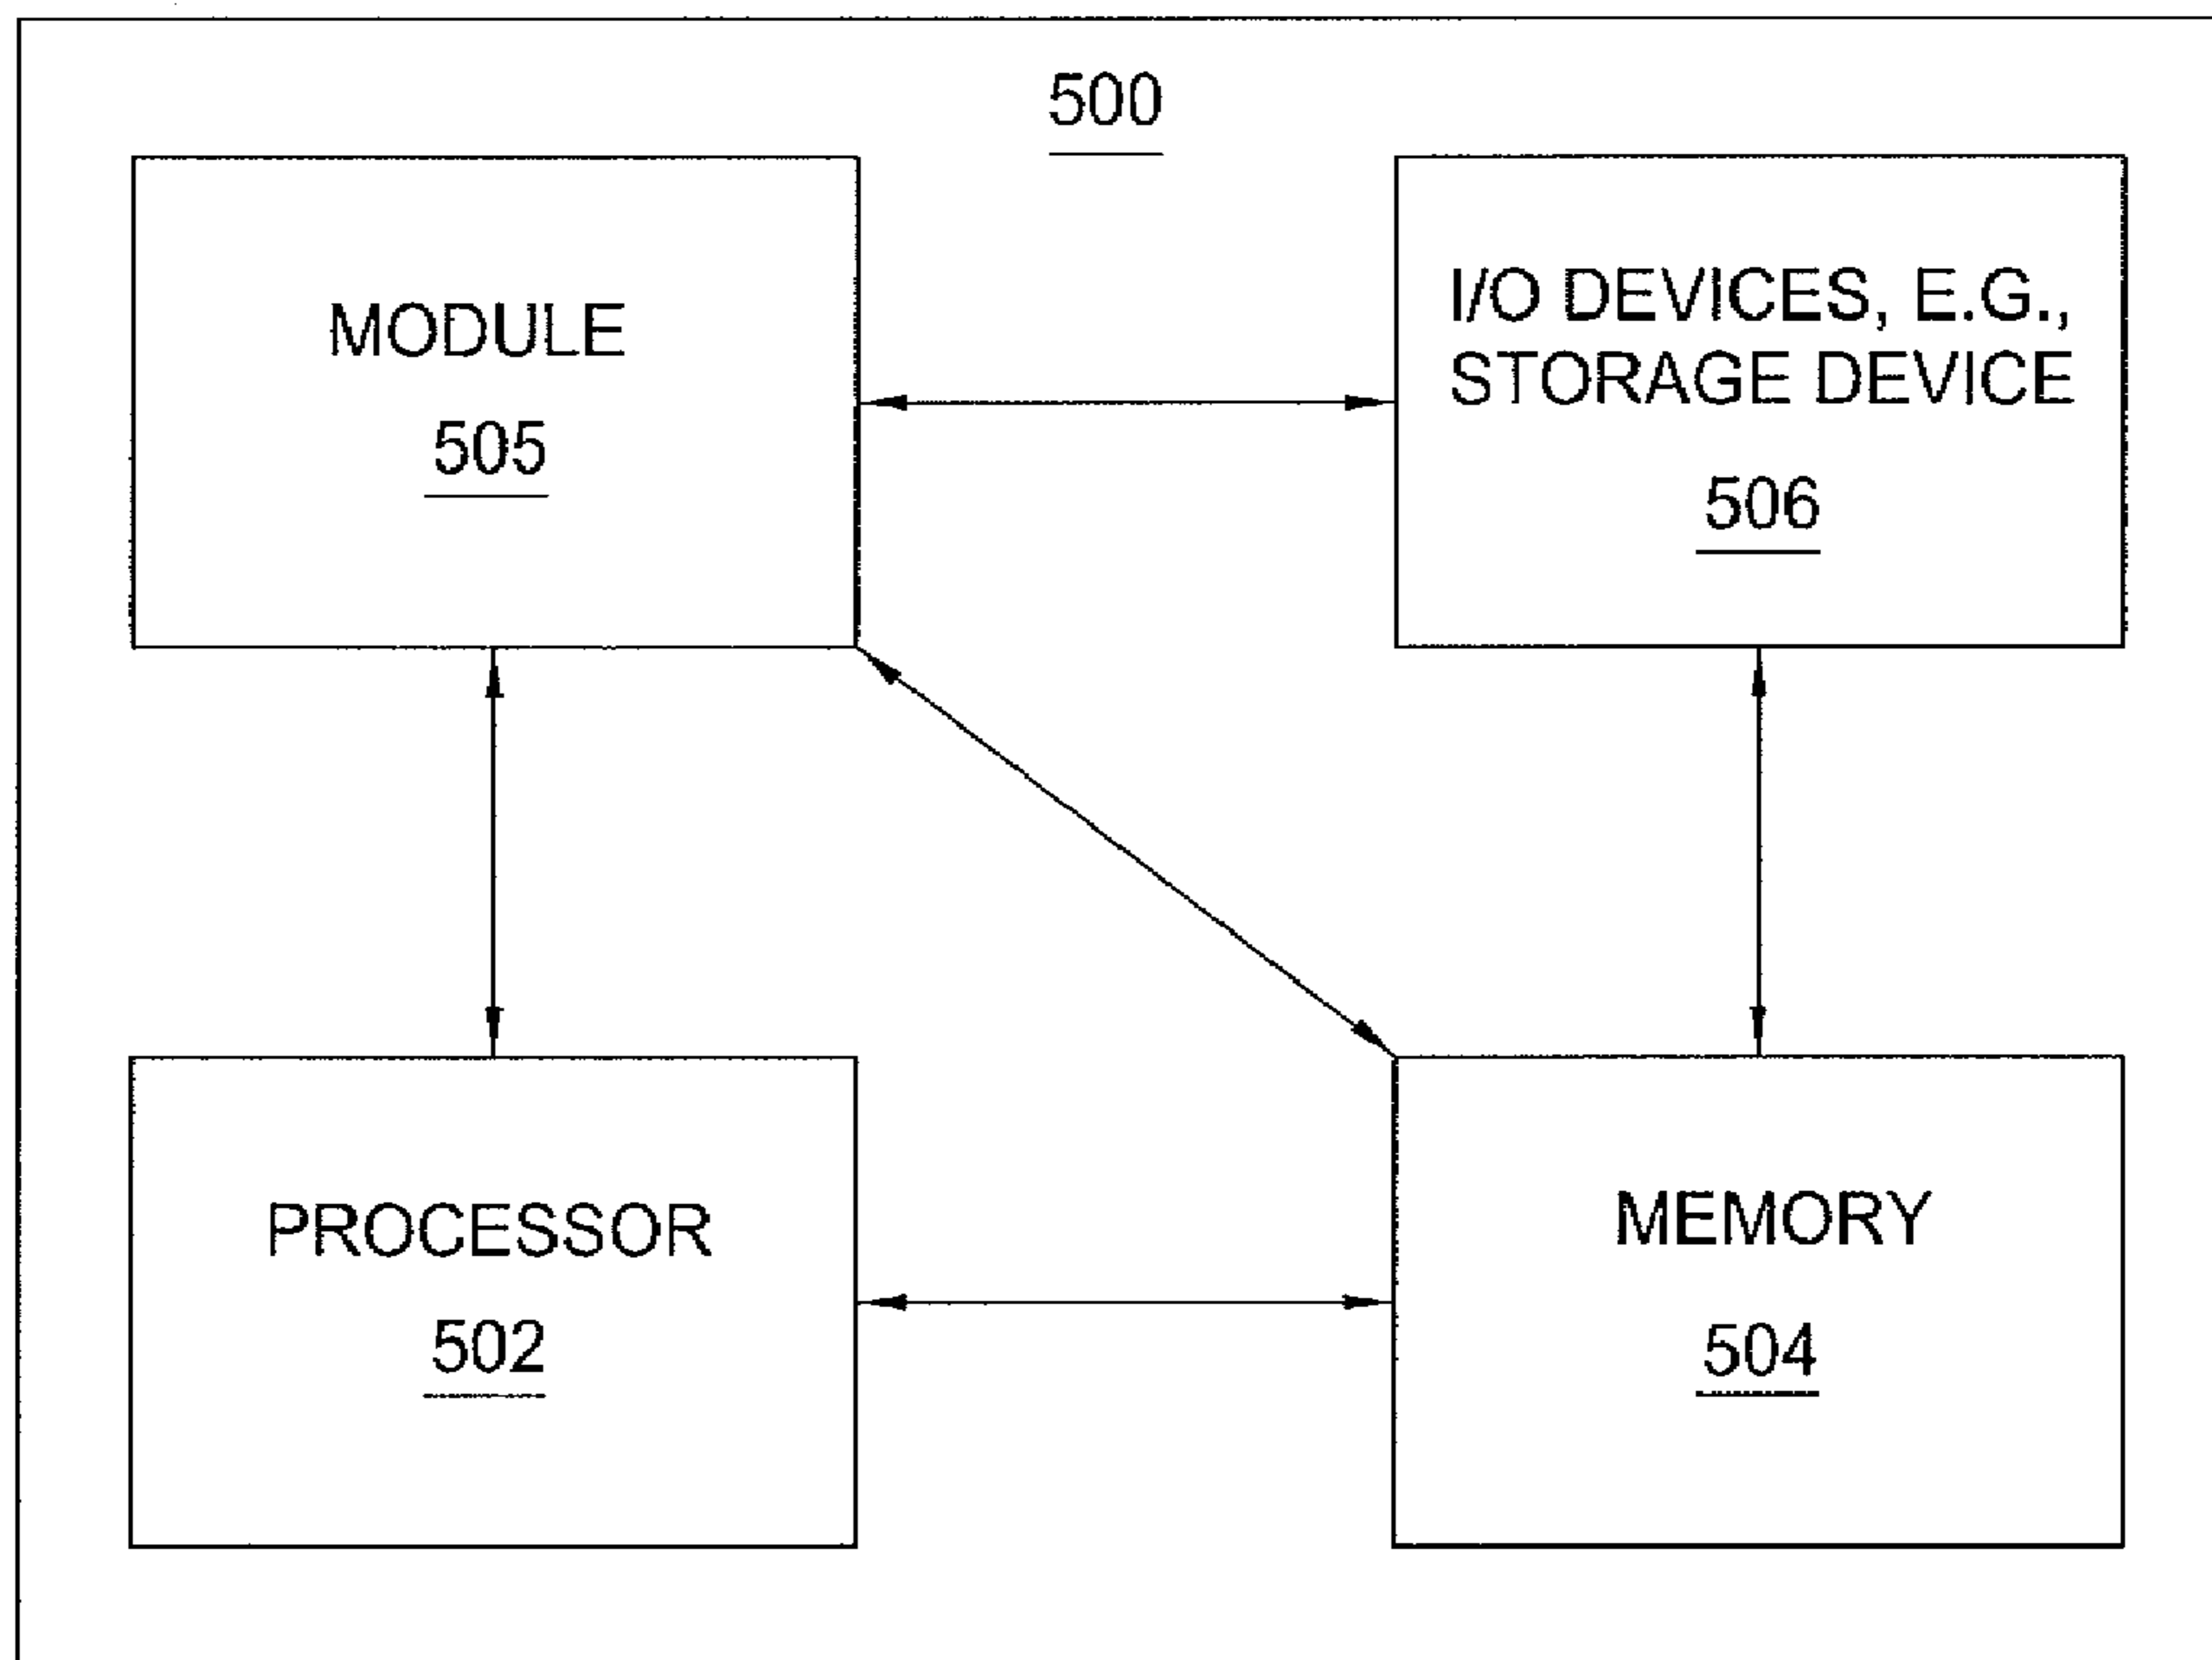 500
MODULE
505
I/O DEVICES, E.G.,
STORAGE DEVICE
506
PROCESSOR
502
MEMORY
504